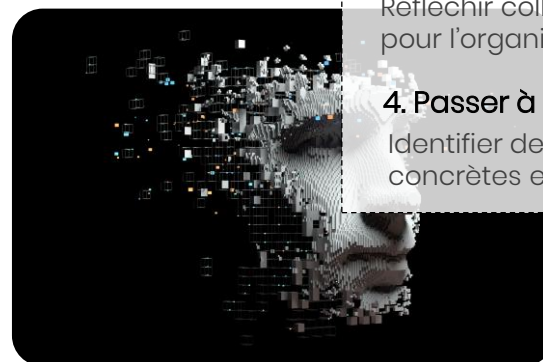 Réfléchir coll
pour l’organi
4. Passer à
Identifier de
concrètes e